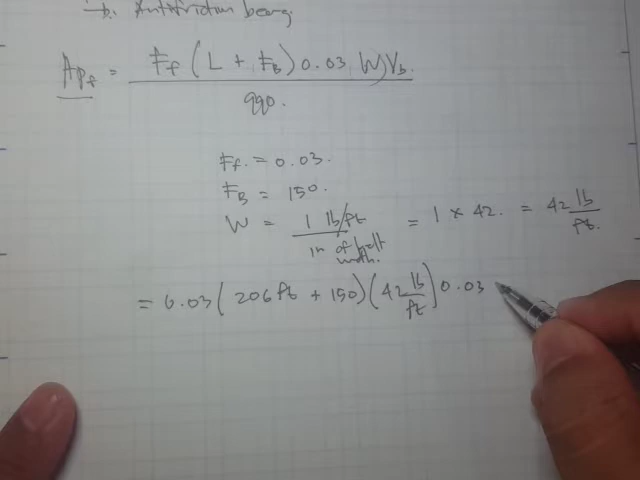 b. Antifriction bearing
Apf = Ff (L + FB) 0.03 W Vb
990.
Ff = 0.03.
FB = 150.
W = 1 lb/ft / in of belt width. = 1 × 42. = 42 lb/ft.
= 0.03 ( 206 ft + 150) ( 42 lb/ft ) 0.03